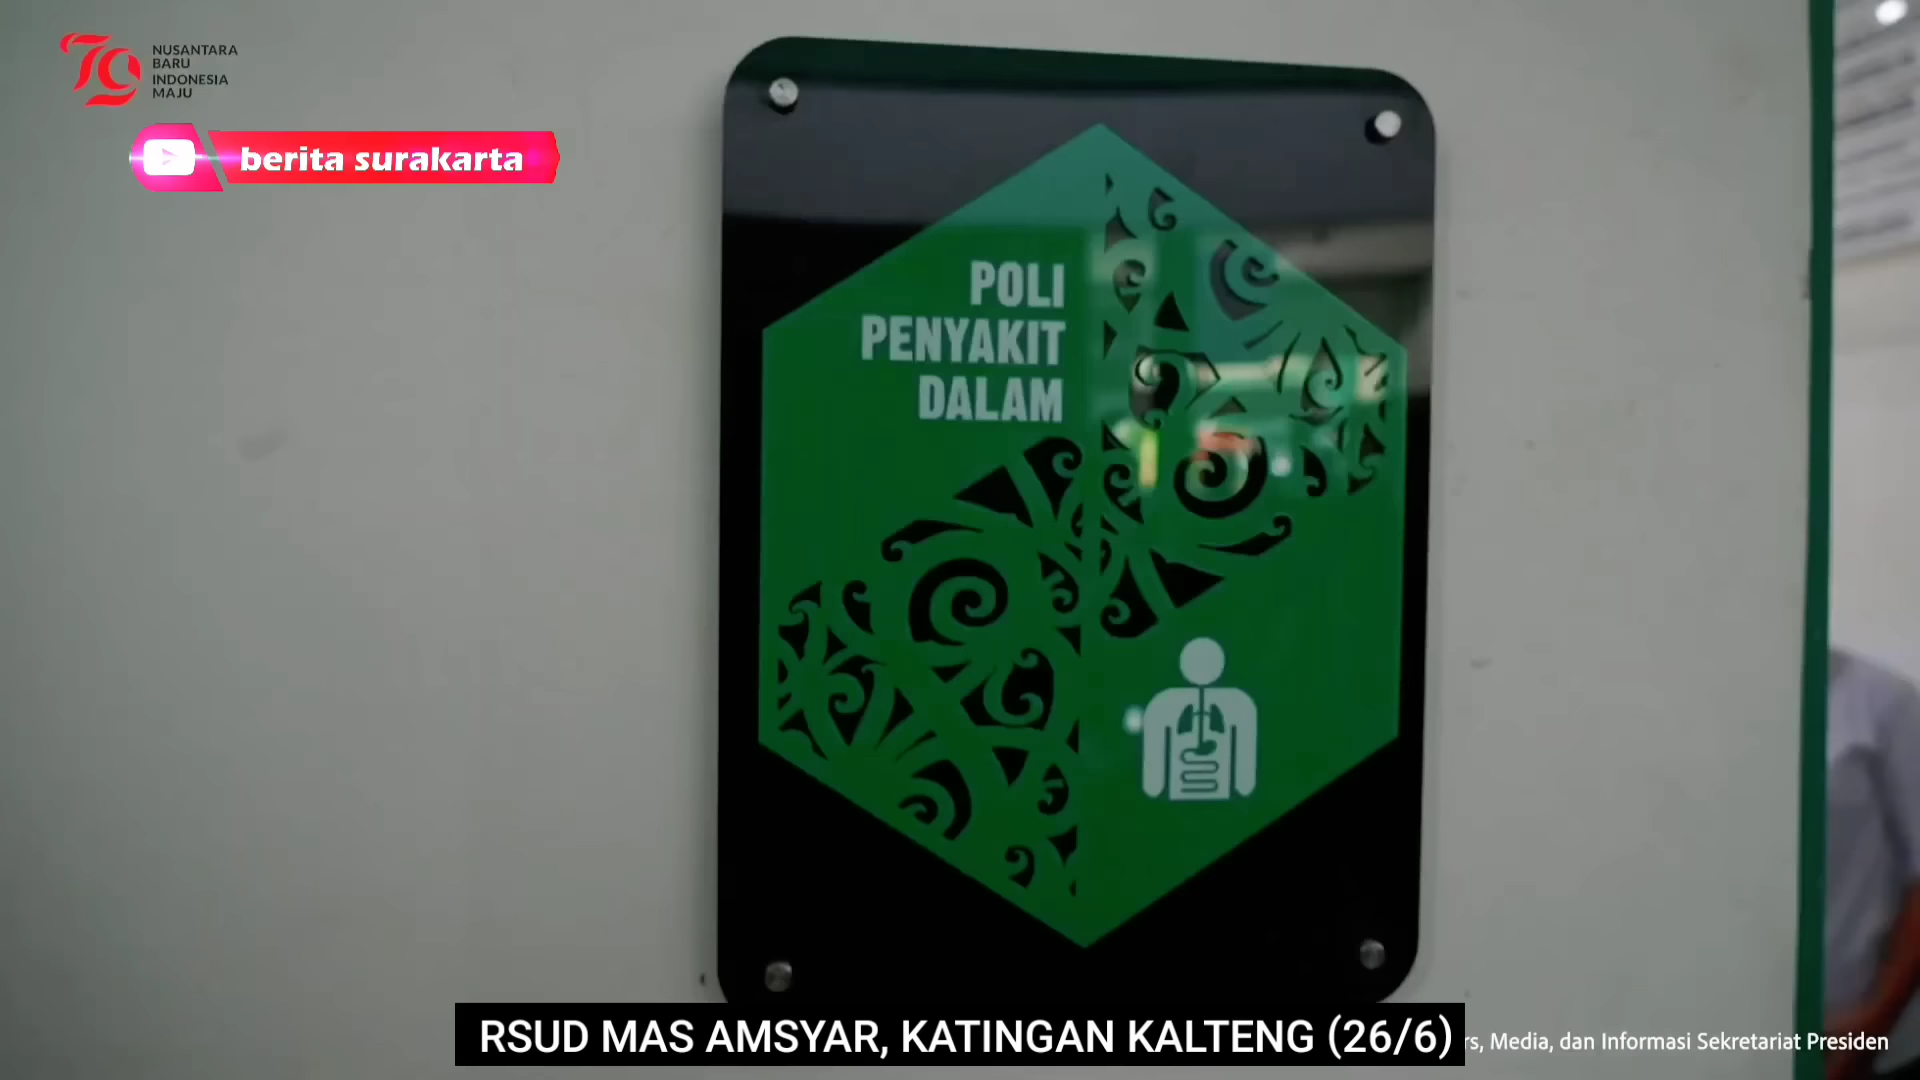 79
NUSANTARA
BARU
INDONESIA
MAJU
berita surakarta
POLI
PENYAKIT
DALAM
RSUD MAS AMSYAR, KATINGAN KALTENG (26/6)
Media, dan Informasi Sekretariat Presiden